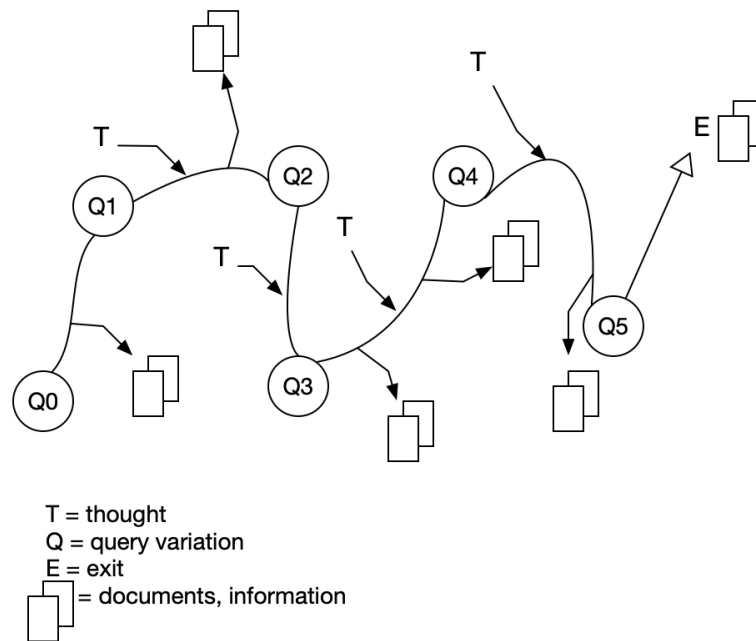 T
E
T
Q1
Q2
Q4
T
T
Q5
Q0
Q3
T = thought
Q = query variation
E = exit
= documents, information